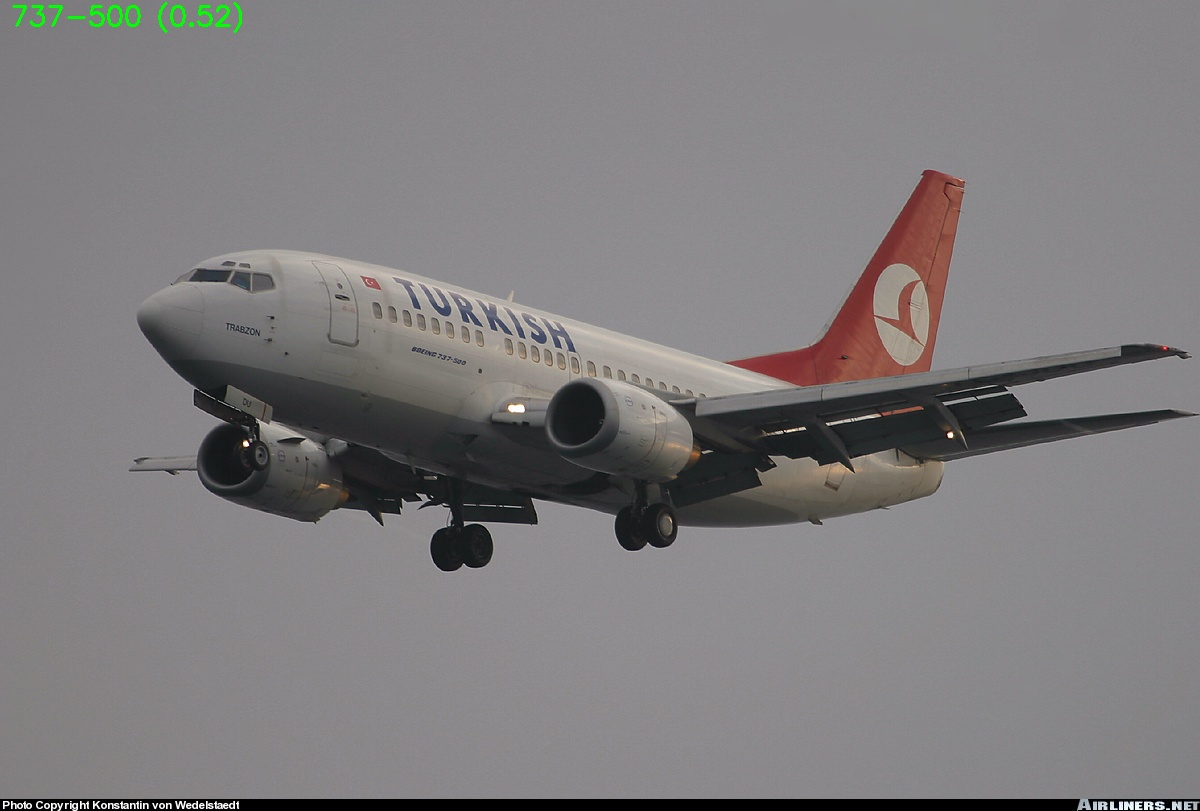 737-500 (0.52)
TURKISH
TRABZON
BOEING 737-500
Photo Copyright Konstantin von Wedelstaedt
AIRLINERS.NET